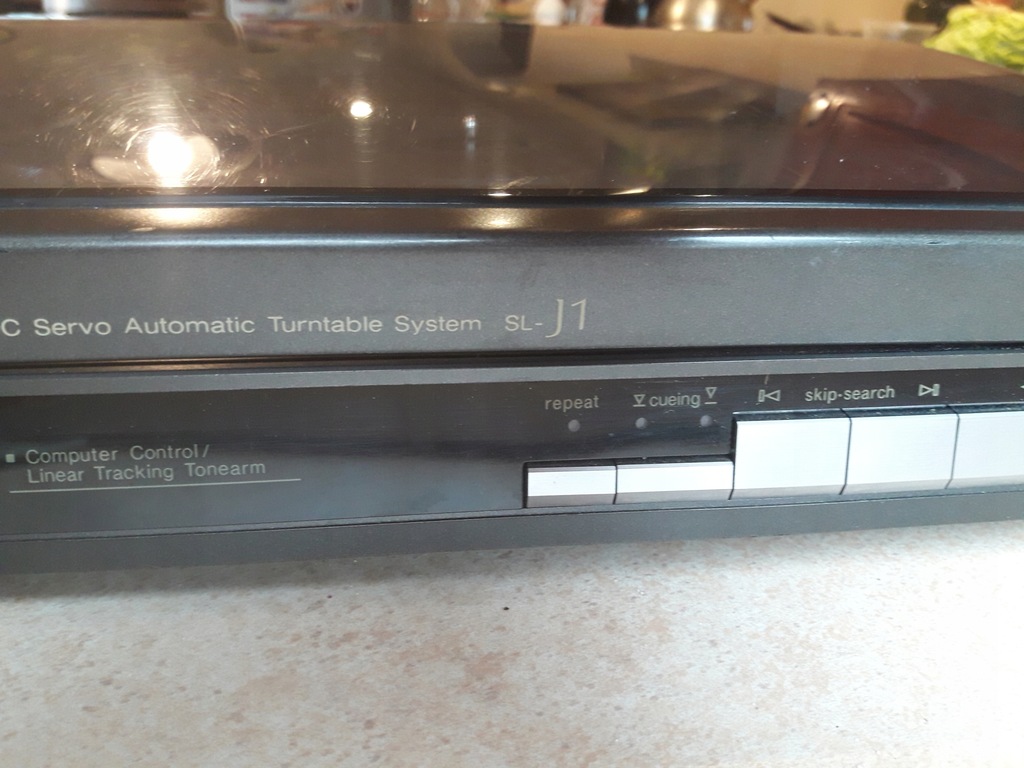 C Servo Automatic Turntable System SL-J1
repeat cueing skip·search
Computer Control/
Linear Tracking Tonearm